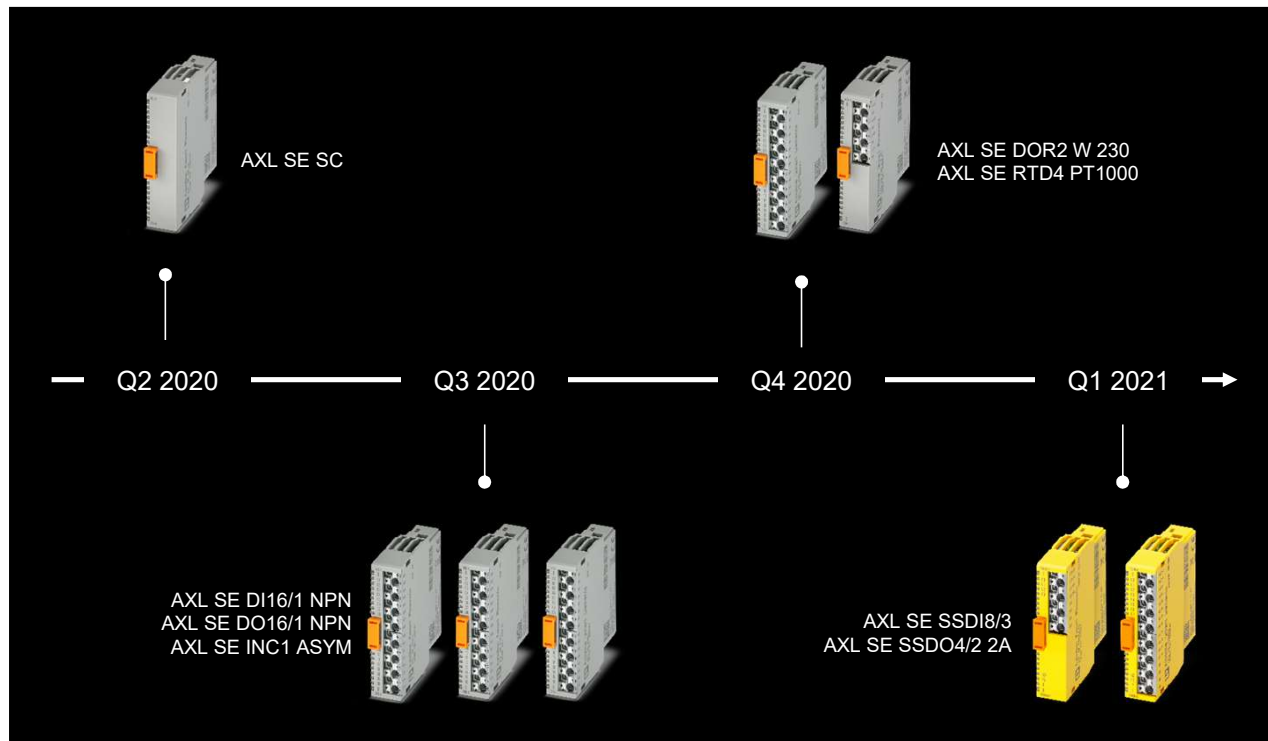 AXL SE SC
AXL SE DOR2 W 230
AXL SE RTD4 PT1000
Q2 2020
Q3 2020
Q4 2020
Q1 2021
AXL SE DI16/1 NPN
AXL SE DO16/1 NPN
AXL SE INC1 ASYM
AXL SE SSDI8/3
AXL SE SSDO4/2 2A